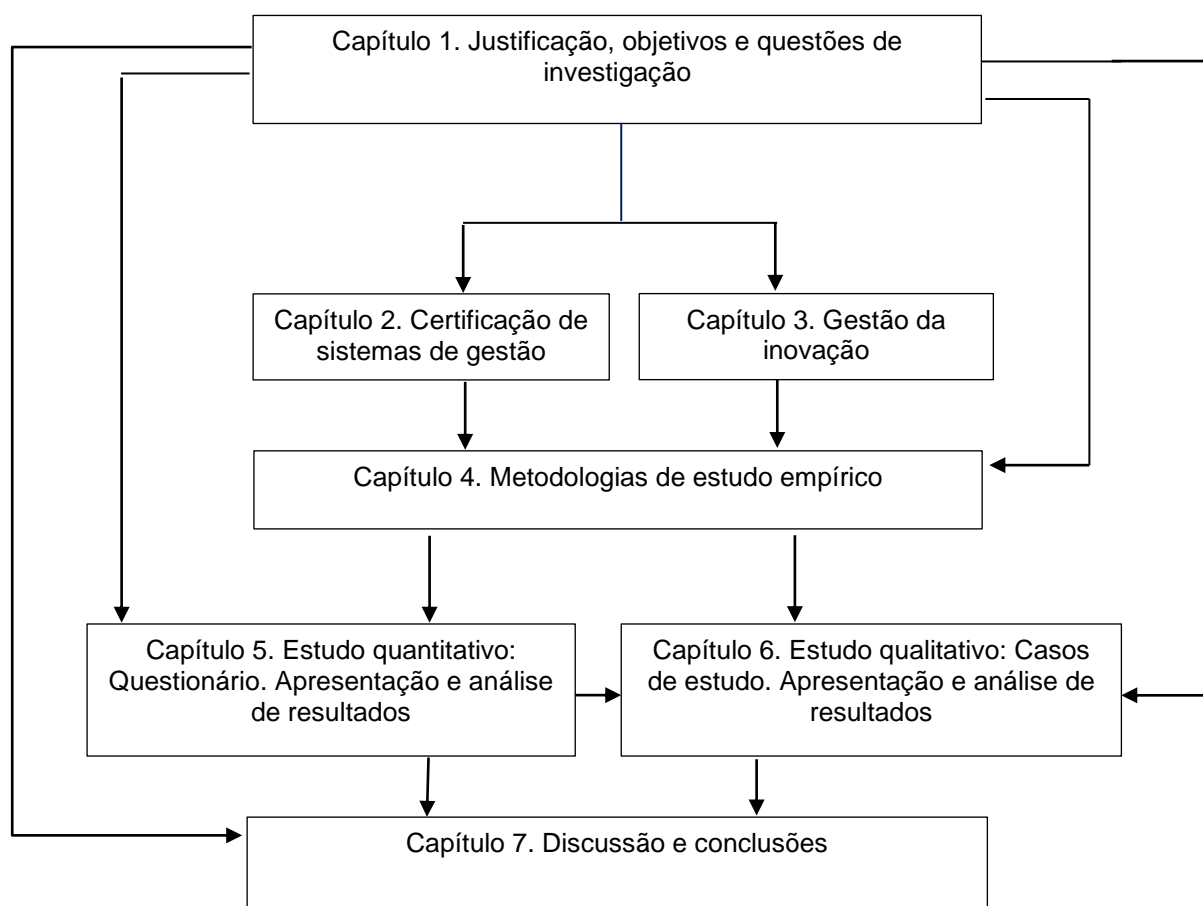 Capítulo 1. Justificação, objetivos e questões de
investigação
Capítulo 2. Certificação de
sistemas de gestão
Capítulo 3. Gestão da
inovação
Capítulo 4. Metodologias de estudo empírico
Capítulo 5. Estudo quantitativo:
Questionário. Apresentação e análise
de resultados
Capítulo 6. Estudo qualitativo: Casos
de estudo. Apresentação e análise de
resultados
Capítulo 7. Discussão e conclusões